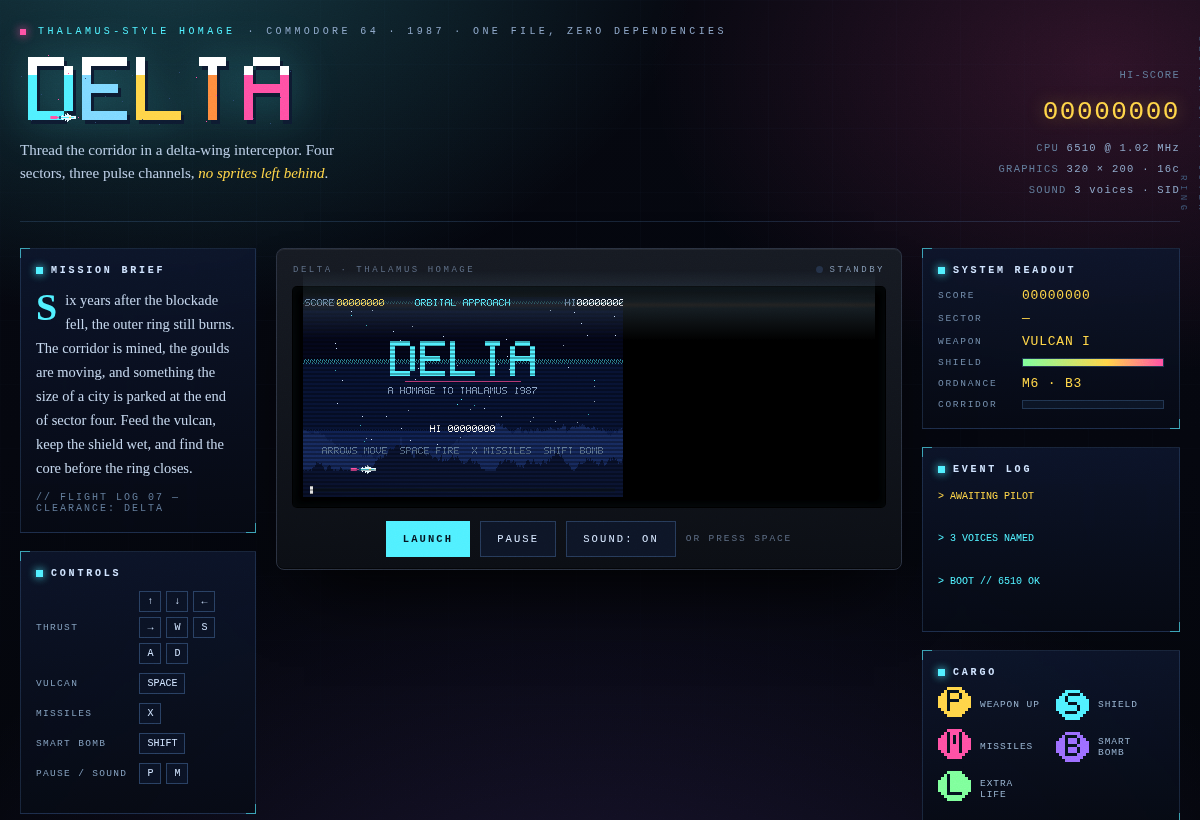 THALAMUS-STYLE HOMAGE · COMMODORE 64 · 1987 · ONE FILE, ZERO DEPENDENCIES
DELTA
Thread the corridor in a delta-wing interceptor. Four
sectors, three pulse channels, no sprites left behind.
HI-SCORE
00000000
CPU 6510 @ 1.02 MHz
GRAPHICS 320 × 200 · 16c
SOUND 3 voices · SID
RING
MISSION BRIEF
Six years after the blockade
fell, the outer ring still burns.
The corridor is mined, the goulds
are moving, and something the
size of a city is parked at the end
of sector four. Feed the vulcan,
keep the shield wet, and find the
core before the ring closes.
// FLIGHT LOG 07 —
CLEARANCE: DELTA
CONTROLS
THRUST
↑ ↓ ←
→ W S
A D
VULCAN SPACE
MISSILES X
SMART BOMB SHIFT
PAUSE / SOUND P M
DELTA · THALAMUS HOMAGE
STANDBY
SCORE 00000000 ORBITAL APPROACH HI 00000000
DELTA
A HOMAGE TO THALAMUS 1987
HI 00000000
ARROWS MOVE SPACE FIRE X MISSILES SHIFT BOMB
LAUNCH PAUSE SOUND: ON OR PRESS SPACE
SYSTEM READOUT
SCORE 00000000
SECTOR —
WEAPON VULCAN I
SHIELD
ORDNANCE M6 · B3
CORRIDOR
EVENT LOG
> AWAITING PILOT
> 3 VOICES NAMED
> BOOT // 6510 OK
CARGO
P WEAPON UP
S SHIELD
M MISSILES
B SMART BOMB
L EXTRA LIFE